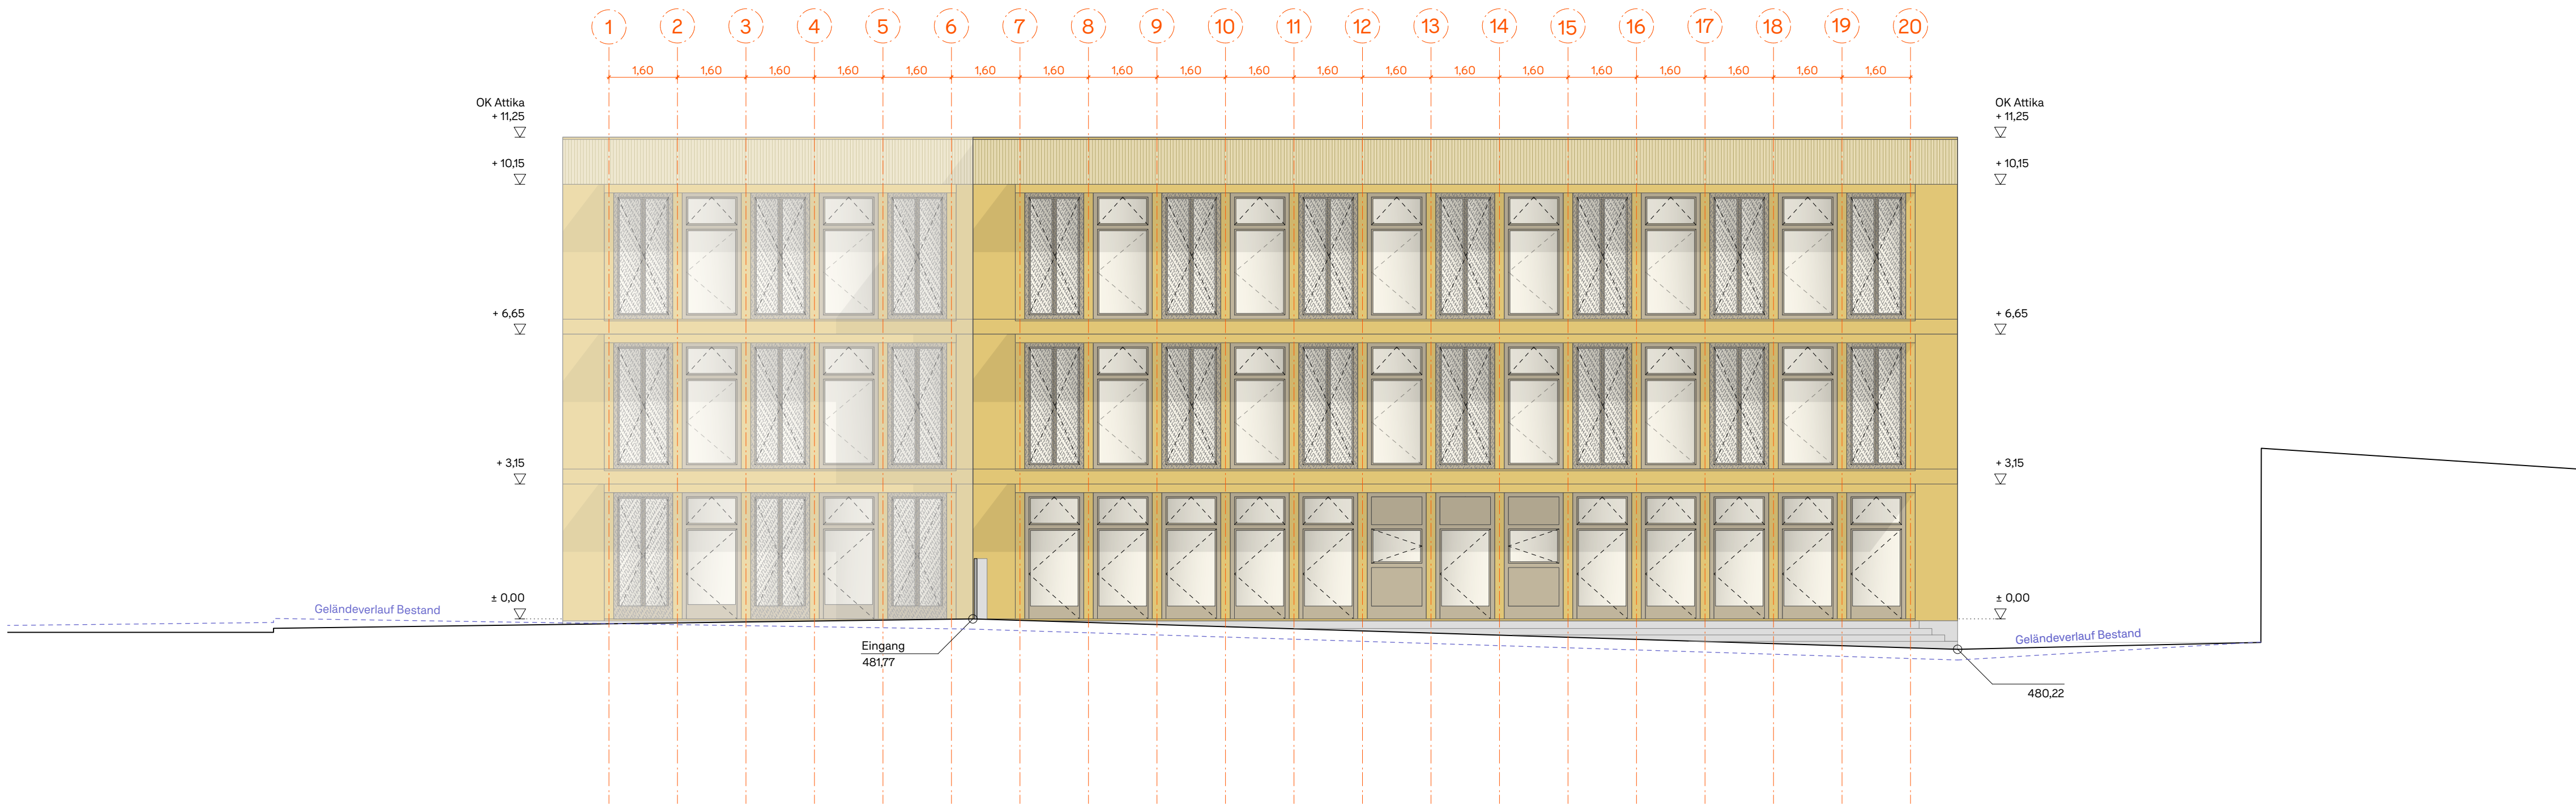 1 2 3 4 5 6 7 8 9 10 11 12 13 14 15 16 17 18 19 20
1,60 1,60 1,60 1,60 1,60 1,60 1,60 1,60 1,60 1,60 1,60 1,60 1,60 1,60 1,60 1,60 1,60 1,60 1,60
OK Attika
+ 11,25
+ 10,15
+ 6,65
+ 3,15
± 0,00
Geländeverlauf Bestand
Eingang
481,77
OK Attika
+ 11,25
+ 10,15
+ 6,65
+ 3,15
± 0,00
Geländeverlauf Bestand
480,22